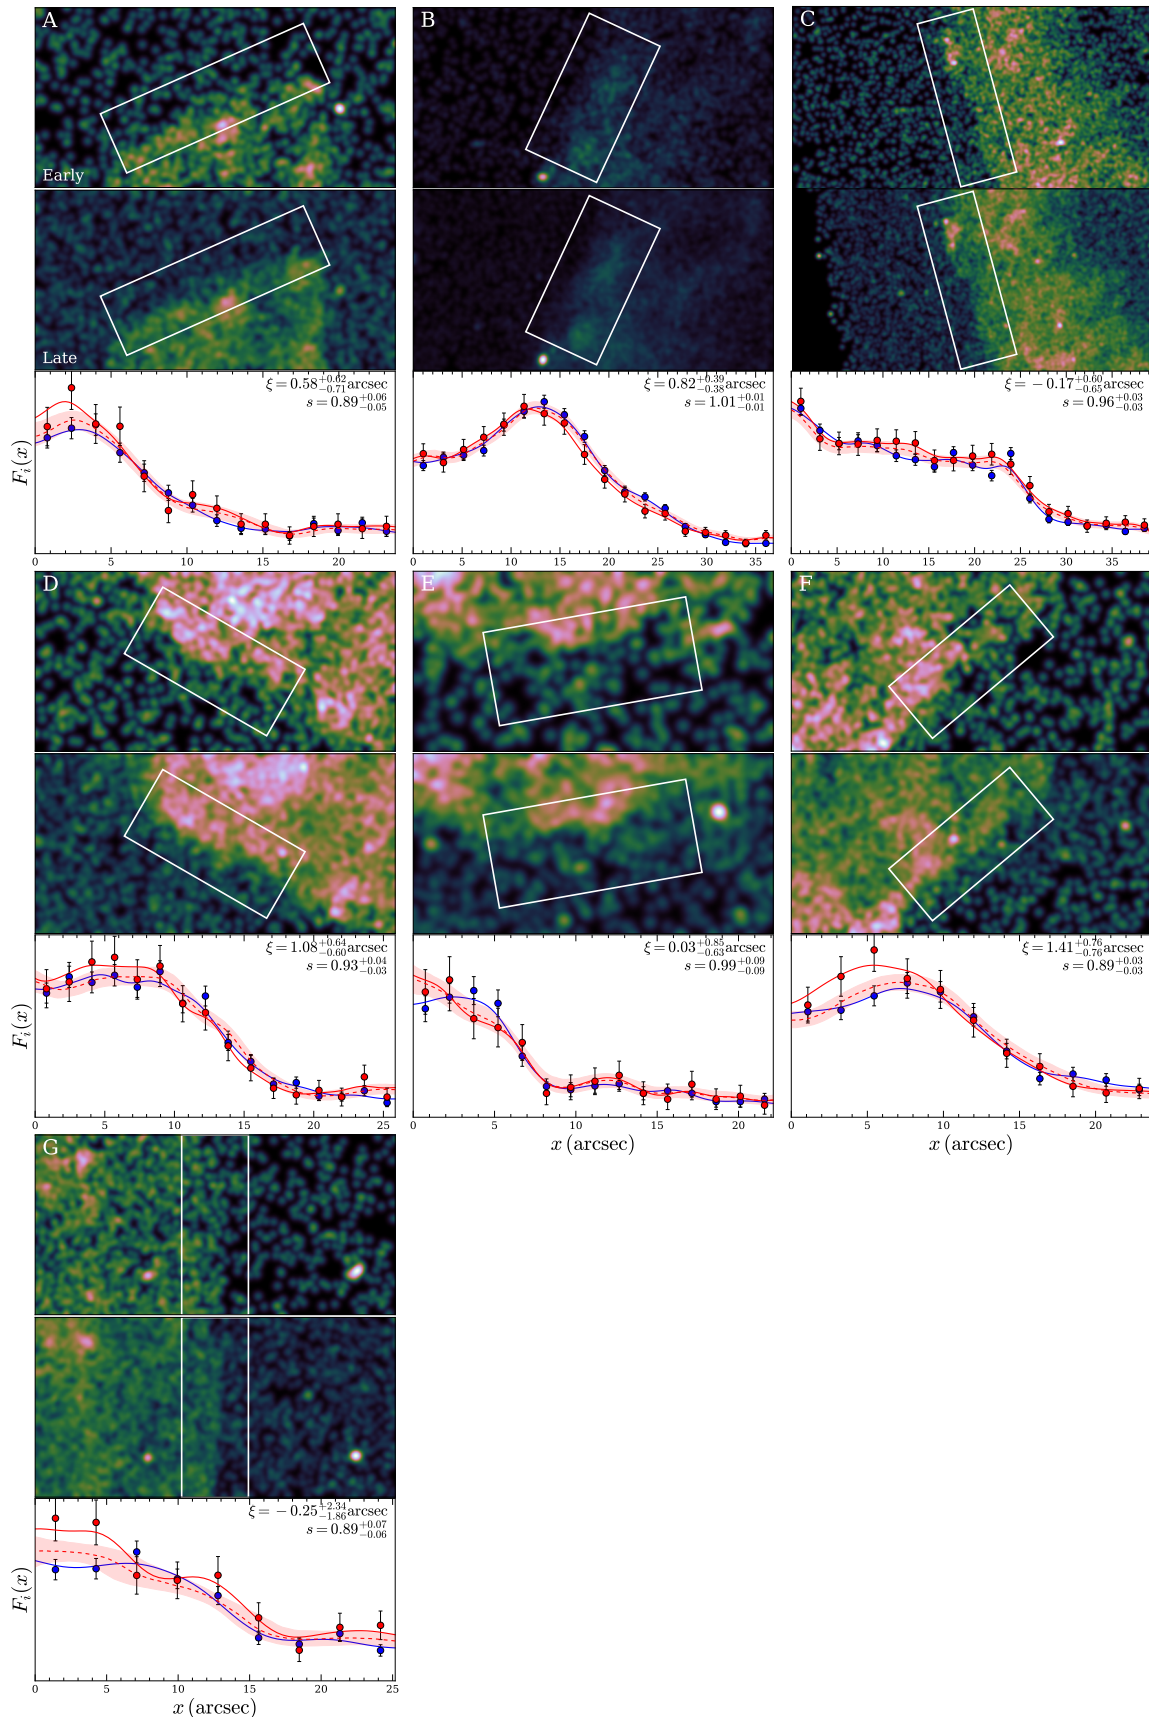 A
B
C
Early
Late
F_i(x)
ξ = 0.58^{+0.62}_{-0.71} arcsec
s = 0.89^{+0.06}_{-0.05}
0 5 10 15 20
ξ = 0.82^{+0.39}_{-0.38} arcsec
s = 1.01^{+0.01}_{-0.01}
0 5 10 15 20 25 30 35
ξ = −0.17^{+0.60}_{-0.65} arcsec
s = 0.96^{+0.03}_{-0.03}
0 5 10 15 20 25 30 35
D
E
F
F_i(x)
ξ = 1.08^{+0.64}_{-0.60} arcsec
s = 0.93^{+0.04}_{-0.03}
0 5 10 15 20 25
ξ = 0.03^{+0.85}_{-0.63} arcsec
s = 0.99^{+0.09}_{-0.09}
0 5 10 15 20
x (arcsec)
ξ = 1.41^{+0.76}_{-0.76} arcsec
s = 0.89^{+0.03}_{-0.03}
0 5 10 15 20
x (arcsec)
G
F_i(x)
ξ = −0.25^{+2.34}_{-1.86} arcsec
s = 0.89^{+0.07}_{-0.06}
0 5 10 15 20 25
x (arcsec)